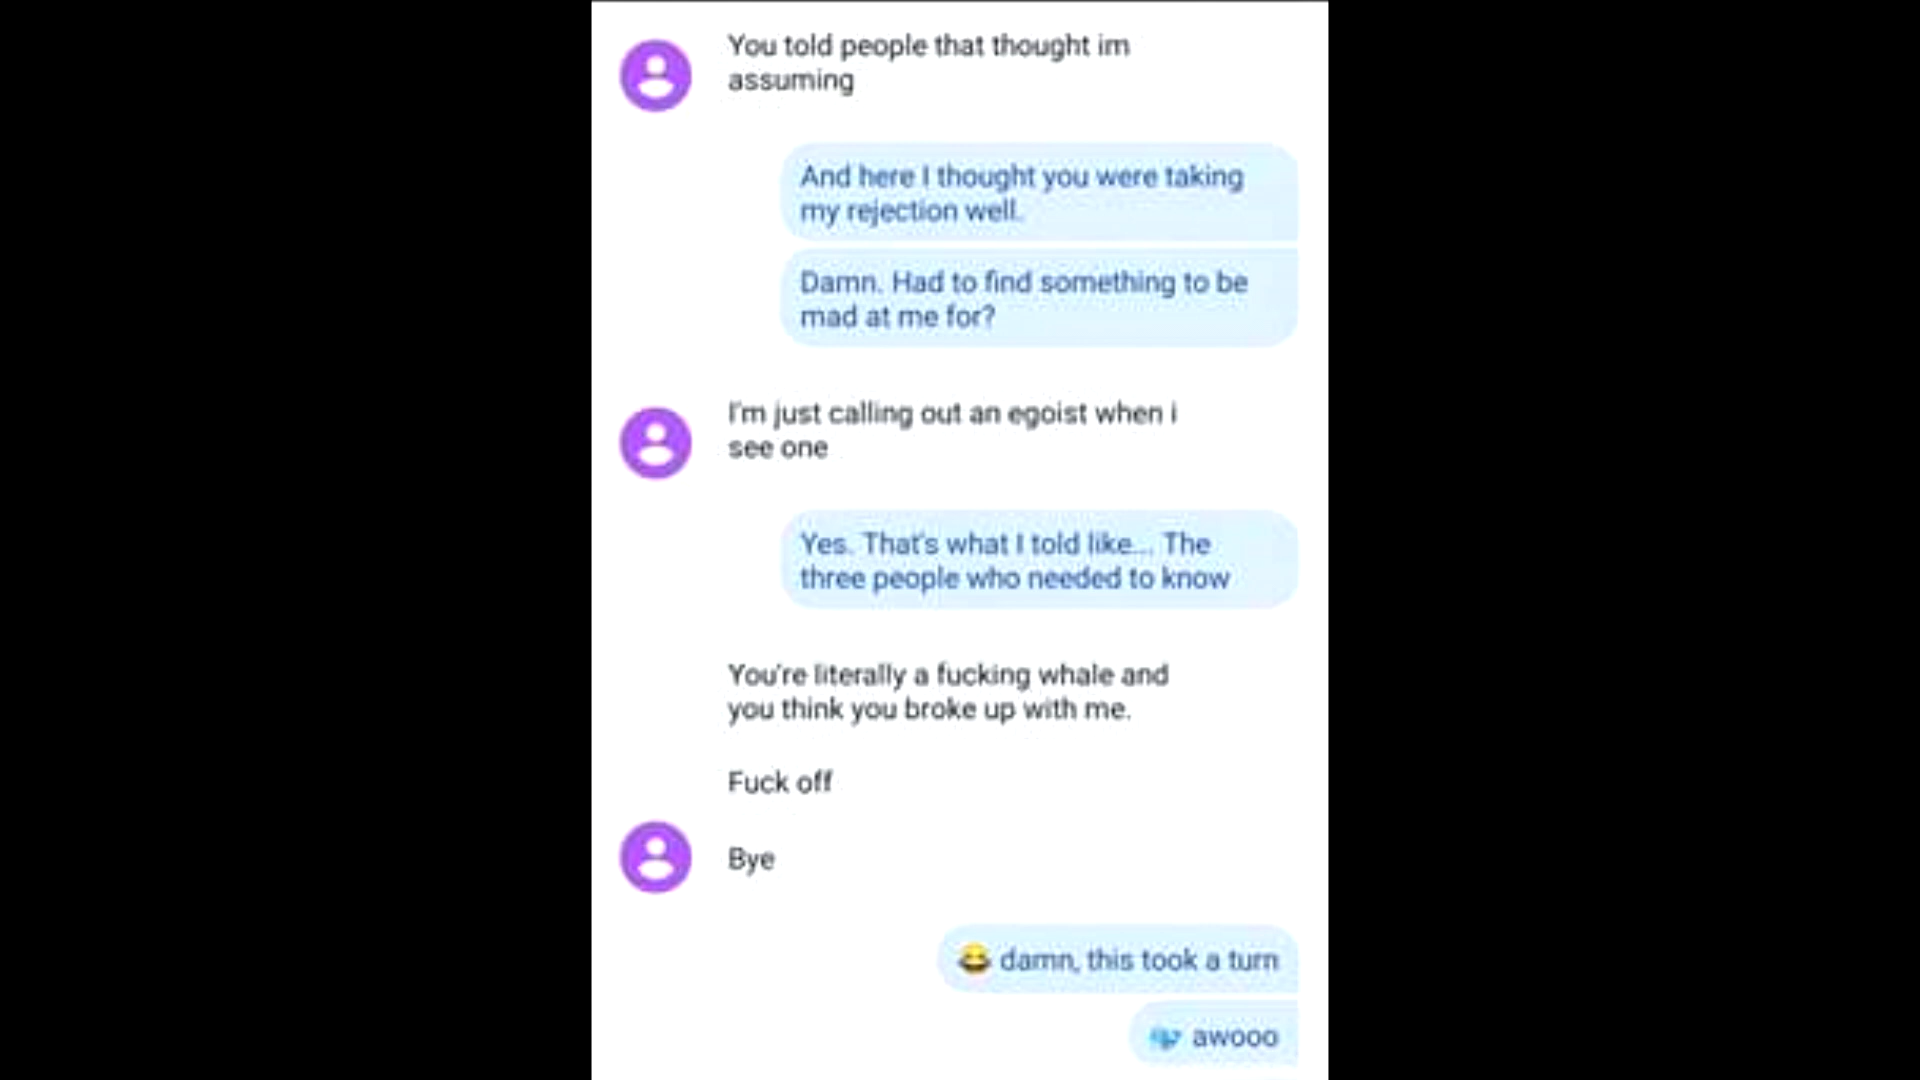 You told people that thought im
assuming
And here I thought you were taking
my rejection well.
Damn. Had to find something to be
mad at me for?
I'm just calling out an egoist when i
see one
Yes. That's what I told like... The
three people who needed to know
You're literally a fucking whale and
you think you broke up with me.
Fuck off
Bye
😂 damn, this took a turn
🐳 awooo